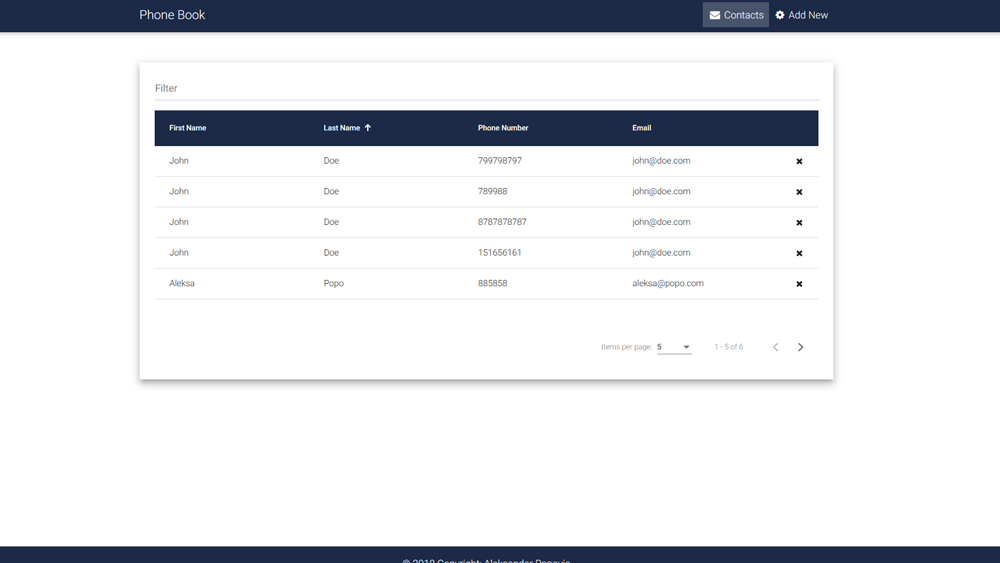 Phone Book Contacts Add New
Filter
First Name Last Name Phone Number Email
John Doe 799798797 john@doe.com
John Doe 789988 john@doe.com
John Doe 8787878787 john@doe.com
John Doe 151656161 john@doe.com
Aleksa Popo 885858 aleksa@popo.com
Items per page: 5 1 - 5 of 6
© 2018 Copyright: